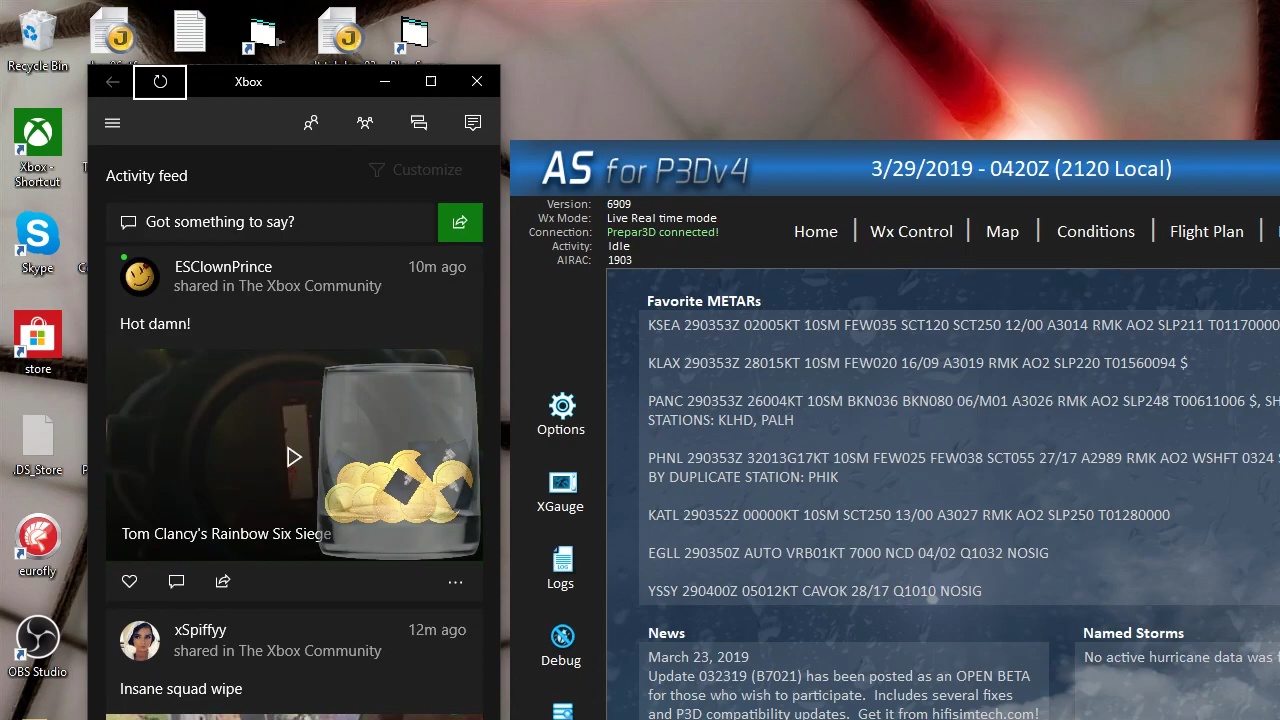 Recycle Bin
Xbox -
Shortcut
Skype
store
.DS_Store
eurofly
OBS Studio
Xbox
Customize
Activity feed
Got something to say?
ESClownPrince
10m ago
shared in The Xbox Community
Hot damn!
Tom Clancy's Rainbow Six Siege
xSpiffyy
12m ago
shared in The Xbox Community
Insane squad wipe
AS for P3Dv4
3/29/2019 - 0420Z (2120 Local)
Version: 6909
Wx Mode: Live Real time mode
Connection: Prepar3D connected!
Activity: Idle
AIRAC: 1903
Home
Wx Control
Map
Conditions
Flight Plan
Options
XGauge
Logs
Debug
Favorite METARs
KSEA 290353Z 02005KT 10SM FEW035 SCT120 SCT250 12/00 A3014 RMK AO2 SLP211 T01170000
KLAX 290353Z 28015KT 10SM FEW020 16/09 A3019 RMK AO2 SLP220 T01560094 $
PANC 290353Z 26004KT 10SM BKN036 BKN080 06/M01 A3026 RMK AO2 SLP248 T00611006 $, SH
STATIONS: KLHD, PALH
PHNL 290353Z 32013G17KT 10SM FEW025 FEW038 SCT055 27/17 A2989 RMK AO2 WSHFT 0324
BY DUPLICATE STATION: PHIK
KATL 290352Z 00000KT 10SM SCT250 13/00 A3027 RMK AO2 SLP250 T01280000
EGLL 290350Z AUTO VRB01KT 7000 NCD 04/02 Q1032 NOSIG
YSSY 290400Z 05012KT CAVOK 28/17 Q1010 NOSIG
News
March 23, 2019
Update 032319 (B7021) has been posted as an OPEN BETA
for those who wish to participate. Includes several fixes
and P3D compatibility updates. Get it from hifisimtech.com!
Named Storms
No active hurricane data was f